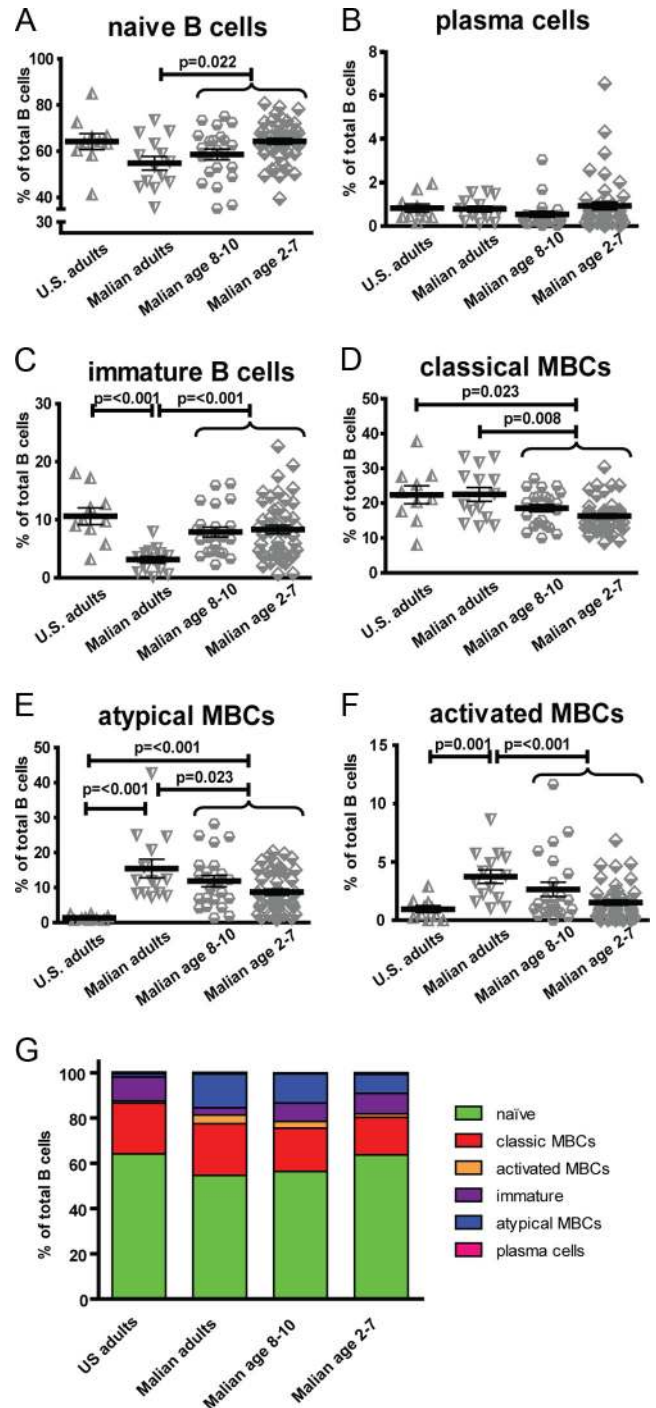 A
naive B cells
% of total B cells
100
80
60
40
30
p=0.022
U.S. adults
Malian adults
Malian age 8-10
Malian age 2-7
B
plasma cells
% of total B cells
8
6
4
2
0
U.S. adults
Malian adults
Malian age 8-10
Malian age 2-7
C
immature B cells
% of total B cells
30
20
10
0
p=<0.001
p=<0.001
U.S. adults
Malian adults
Malian age 8-10
Malian age 2-7
D
classical MBCs
% of total B cells
50
40
30
20
10
0
p=0.023
p=0.008
U.S. adults
Malian adults
Malian age 8-10
Malian age 2-7
E
atypical MBCs
% of total B cells
50
40
30
20
10
0
p=<0.001
p=<0.001
p=0.023
U.S. adults
Malian adults
Malian age 8-10
Malian age 2-7
F
activated MBCs
% of total B cells
15
10
5
0
p=0.001
p=<0.001
U.S. adults
Malian adults
Malian age 8-10
Malian age 2-7
G
% of total B cells
100
80
60
40
20
0
US adults
Malian adults
Malian age 8-10
Malian age 2-7
naïve
classic MBCs
activated MBCs
immature
atypical MBCs
plasma cells